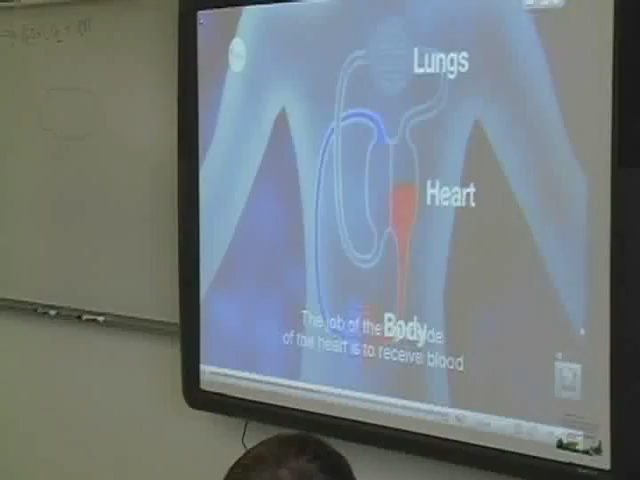 Lungs
Heart
Body
The job of the
of the heart is to receive blood